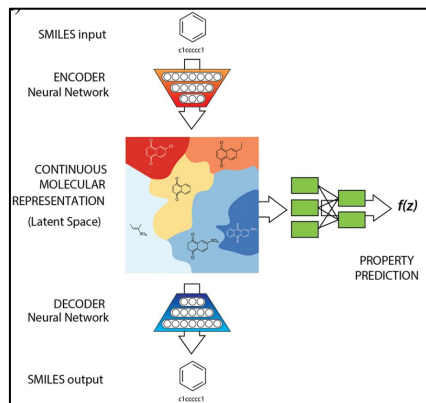 SMILES input
c1ccccc1
ENCODER
Neural Network
CONTINUOUS
MOLECULAR
REPRESENTATION
(Latent Space)
f(z)
PROPERTY
PREDICTION
DECODER
Neural Network
SMILES output
c1ccccc1